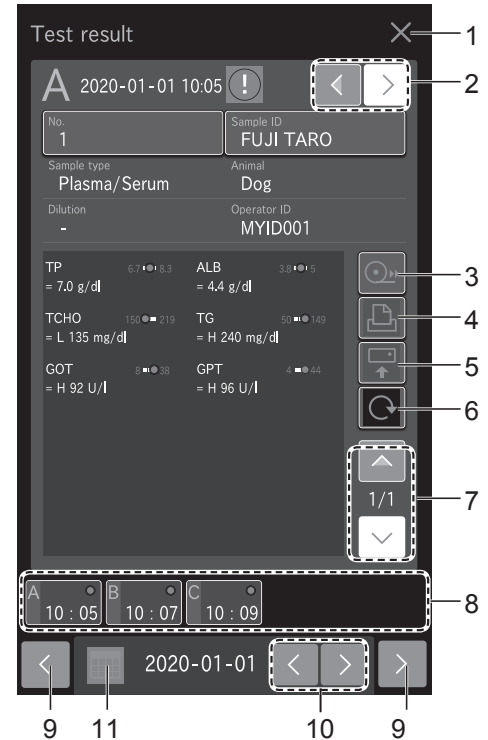 Test result
1
A 2020-01-01 10:05 !
2
No.
1
Sample ID
FUJI TARO
Sample type
Plasma/Serum
Animal
Dog
Dilution
-
Operator ID
MYID001
TP 6.7 8.3
= 7.0 g/dl
ALB 3.8 5
= 4.4 g/dl
3
TCHO 150 219
= L 135 mg/dl
TG 50 149
= H 240 mg/dl
4
GOT 8 38
= H 92 U/l
GPT 4 44
= H 96 U/l
5
6
1/1
7
A
10 : 05
B
10 : 07
C
10 : 09
8
2020-01-01
9
11
10
9